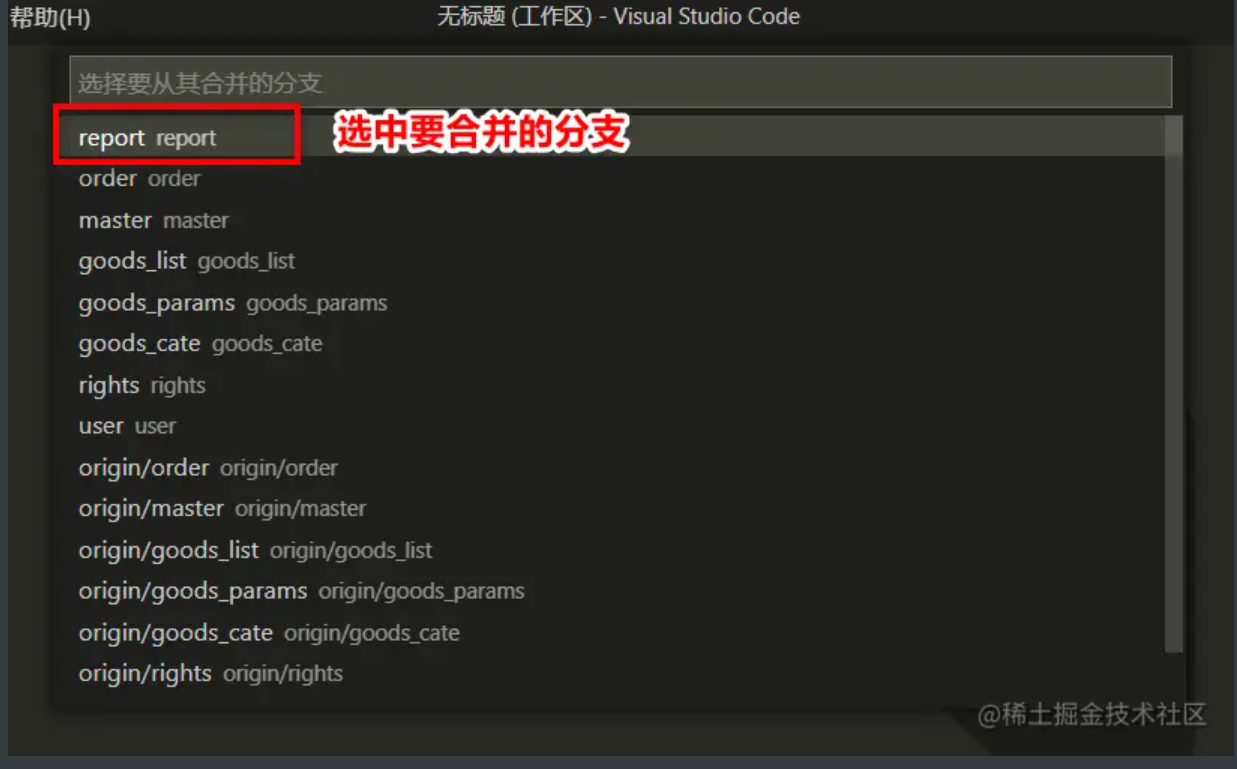 帮助(H) 无标题 (工作区) - Visual Studio Code
选择要从其合并的分支
report report 选中要合并的分支
order order
master master
goods_list goods_list
goods_params goods_params
goods_cate goods_cate
rights rights
user user
origin/order origin/order
origin/master origin/master
origin/goods_list origin/goods_list
origin/goods_params origin/goods_params
origin/goods_cate origin/goods_cate
origin/rights origin/rights
@稀土掘金技术社区